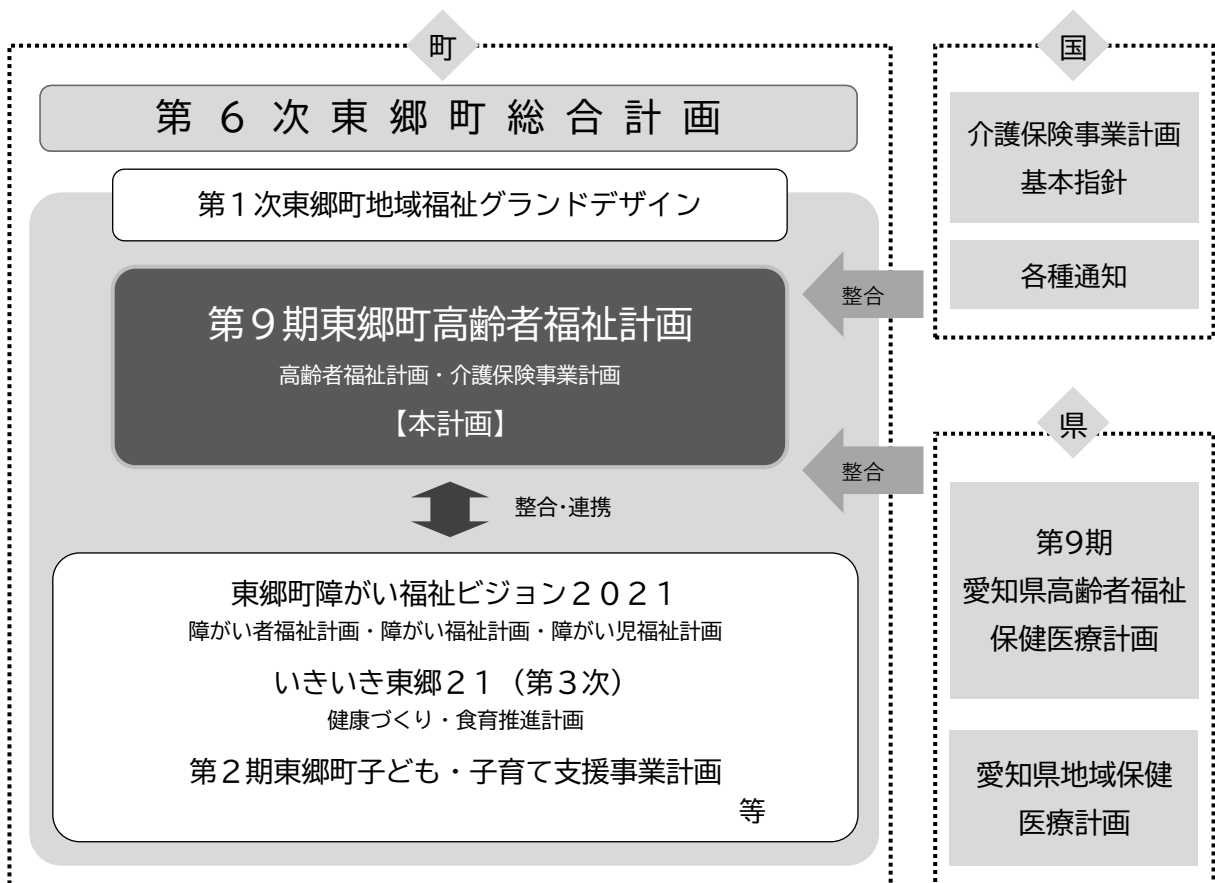 町
第６次東郷町総合計画
第１次東郷町地域福祉グランドデザイン
第９期東郷町高齢者福祉計画
高齢者福祉計画・介護保険事業計画
【本計画】
整合･連携
東郷町障がい福祉ビジョン２０２１
障がい者福祉計画・障がい福祉計画・障がい児福祉計画
いきいき東郷２１（第３次）
健康づくり・食育推進計画
第２期東郷町子ども・子育て支援事業計画
等
整合
整合
国
介護保険事業計画
基本指針
各種通知
県
第9期
愛知県高齢者福祉
保健医療計画
愛知県地域保健
医療計画